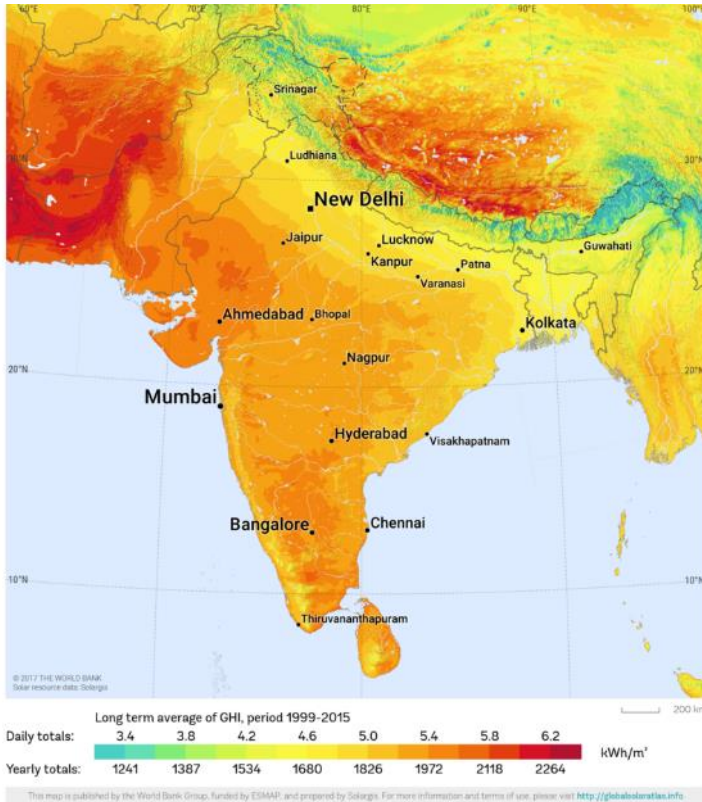 70°E 80°E 90°E 100°E
Srinagar
30°N 30°N
Ludhiana
New Delhi
Jaipur
Lucknow
Guwahati
Kanpur
Patna
Varanasi
Ahmedabad
Bhopal
Kolkata
Nagpur
20°N 20°N
Mumbai
Hyderabad
Visakhapatnam
Bangalore
Chennai
10°N 10°N
Thiruvananthapuram
© 2017 THE WORLD BANK
Solar resource data: Solargis
200 km
Long term average of GHI, period 1999-2015
Daily totals: 3.4 3.8 4.2 4.6 5.0 5.4 5.8 6.2
kWh/m²
Yearly totals: 1241 1387 1534 1680 1826 1972 2118 2264
This map is published by the World Bank Group, funded by ESMAP, and prepared by Solargis. For more information and terms of use, please visit http://globalsolaratlas.info.